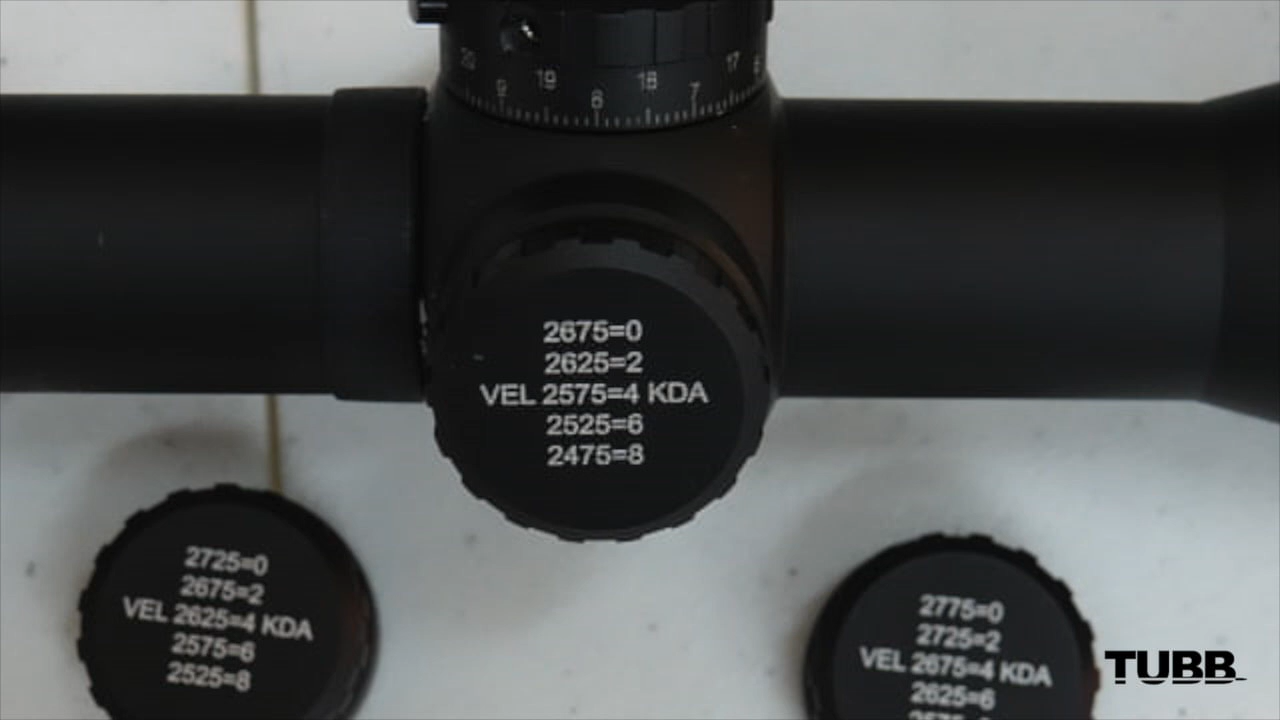 20 19 18 17
9 8 7 6
2675=0
2625=2
VEL 2575=4 KDA
2525=6
2475=8
2725=0
2675=2
VEL 2625=4 KDA
2575=6
2525=8
2775=0
2725=2
VEL 2675=4 KDA
2625=6
TUBB